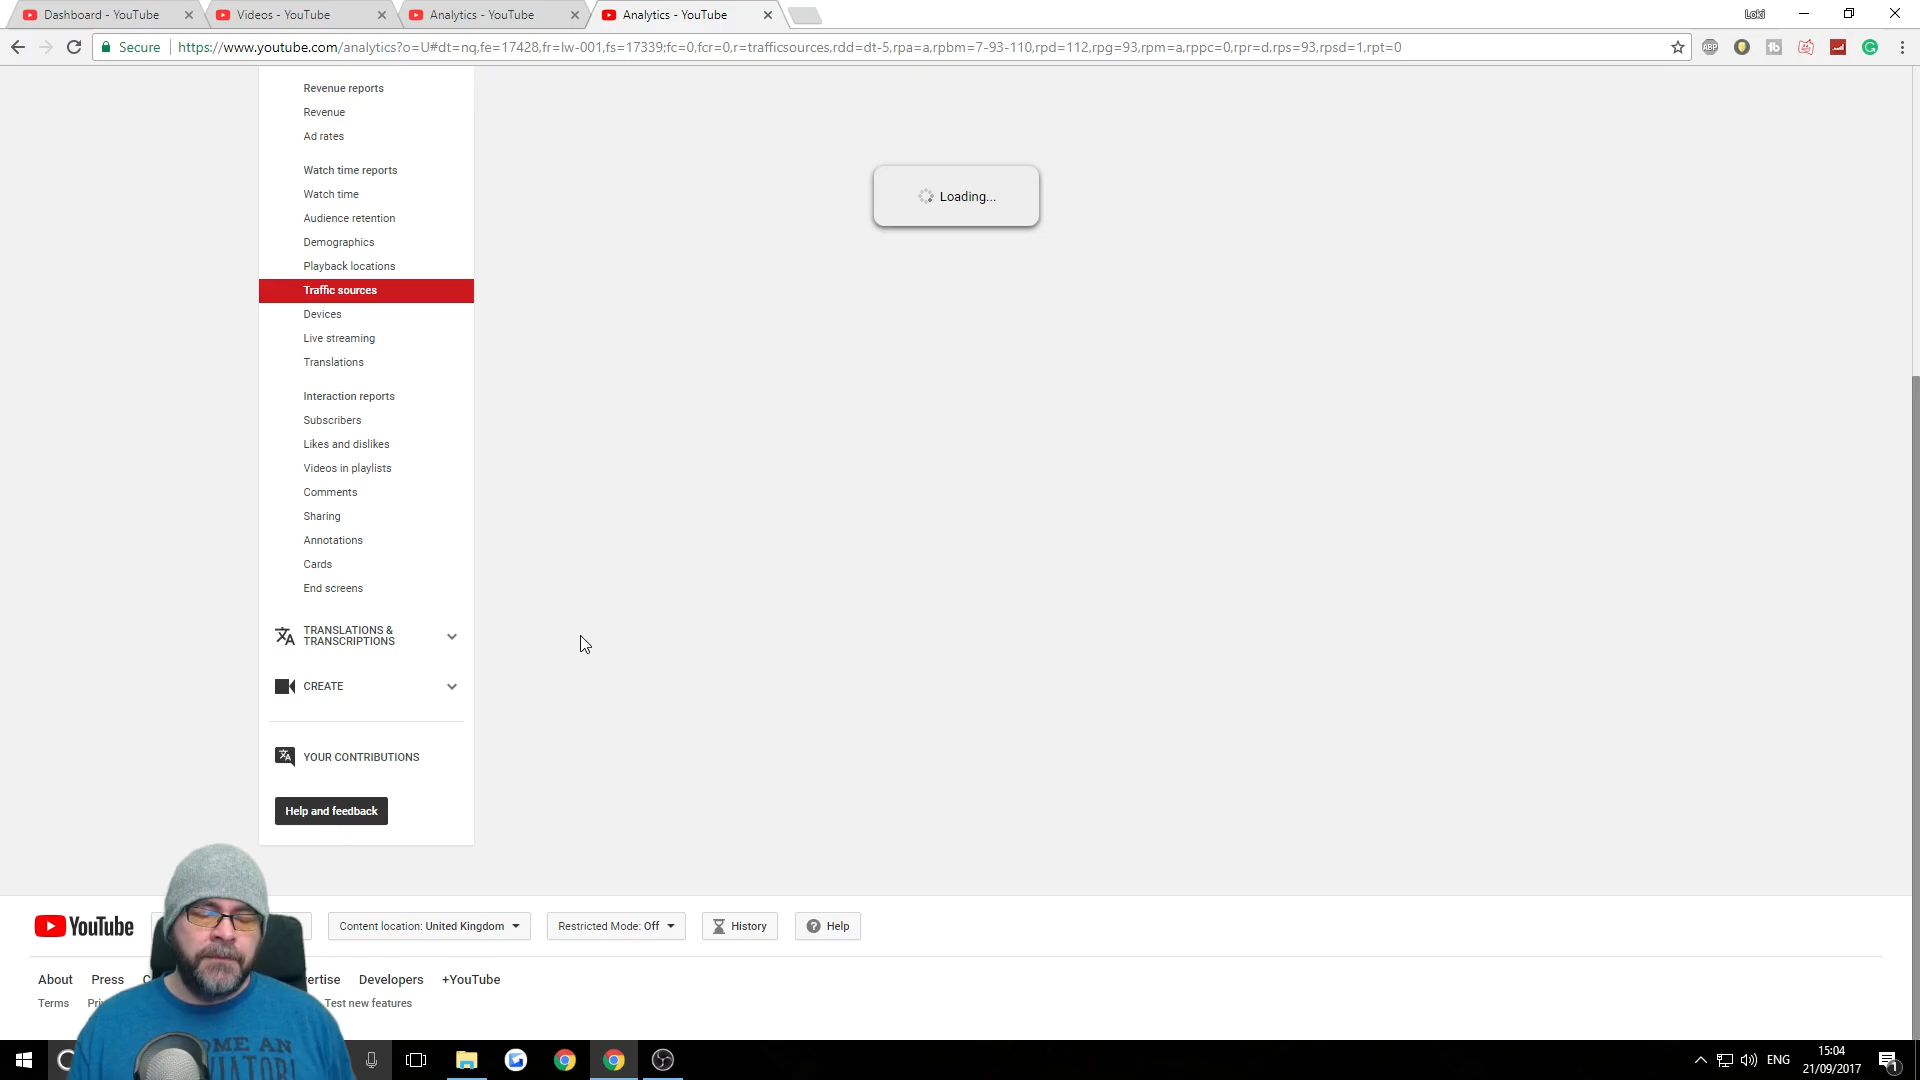 Dashboard - YouTube
Videos - YouTube
Analytics - YouTube
Analytics - YouTube
Loki
Secure
https://www.youtube.com/analytics?o=U#dt=nq,fe=17428,fr=lw-001,fs=17339;fc=0,fcr=0,r=trafficsources,rdd=dt-5,rpa=a,rpbm=7-93-110,rpd=112,rpg=93,rpm=a,rppc=0,rpr=d,rps=93,rpsd=1,rpt=0
ABP
Revenue reports
Revenue
Ad rates
Watch time reports
Watch time
Audience retention
Demographics
Playback locations
Traffic sources
Devices
Live streaming
Translations
Interaction reports
Subscribers
Likes and dislikes
Videos in playlists
Comments
Sharing
Annotations
Cards
End screens
Loading...
TRANSLATIONS &
TRANSCRIPTIONS
CREATE
YOUR CONTRIBUTIONS
Help and feedback
YouTube
Content location: United Kingdom
Restricted Mode: Off
History
Help
About Press Developers +YouTube
Terms Test new features
ENG
15:04
21/09/2017
1